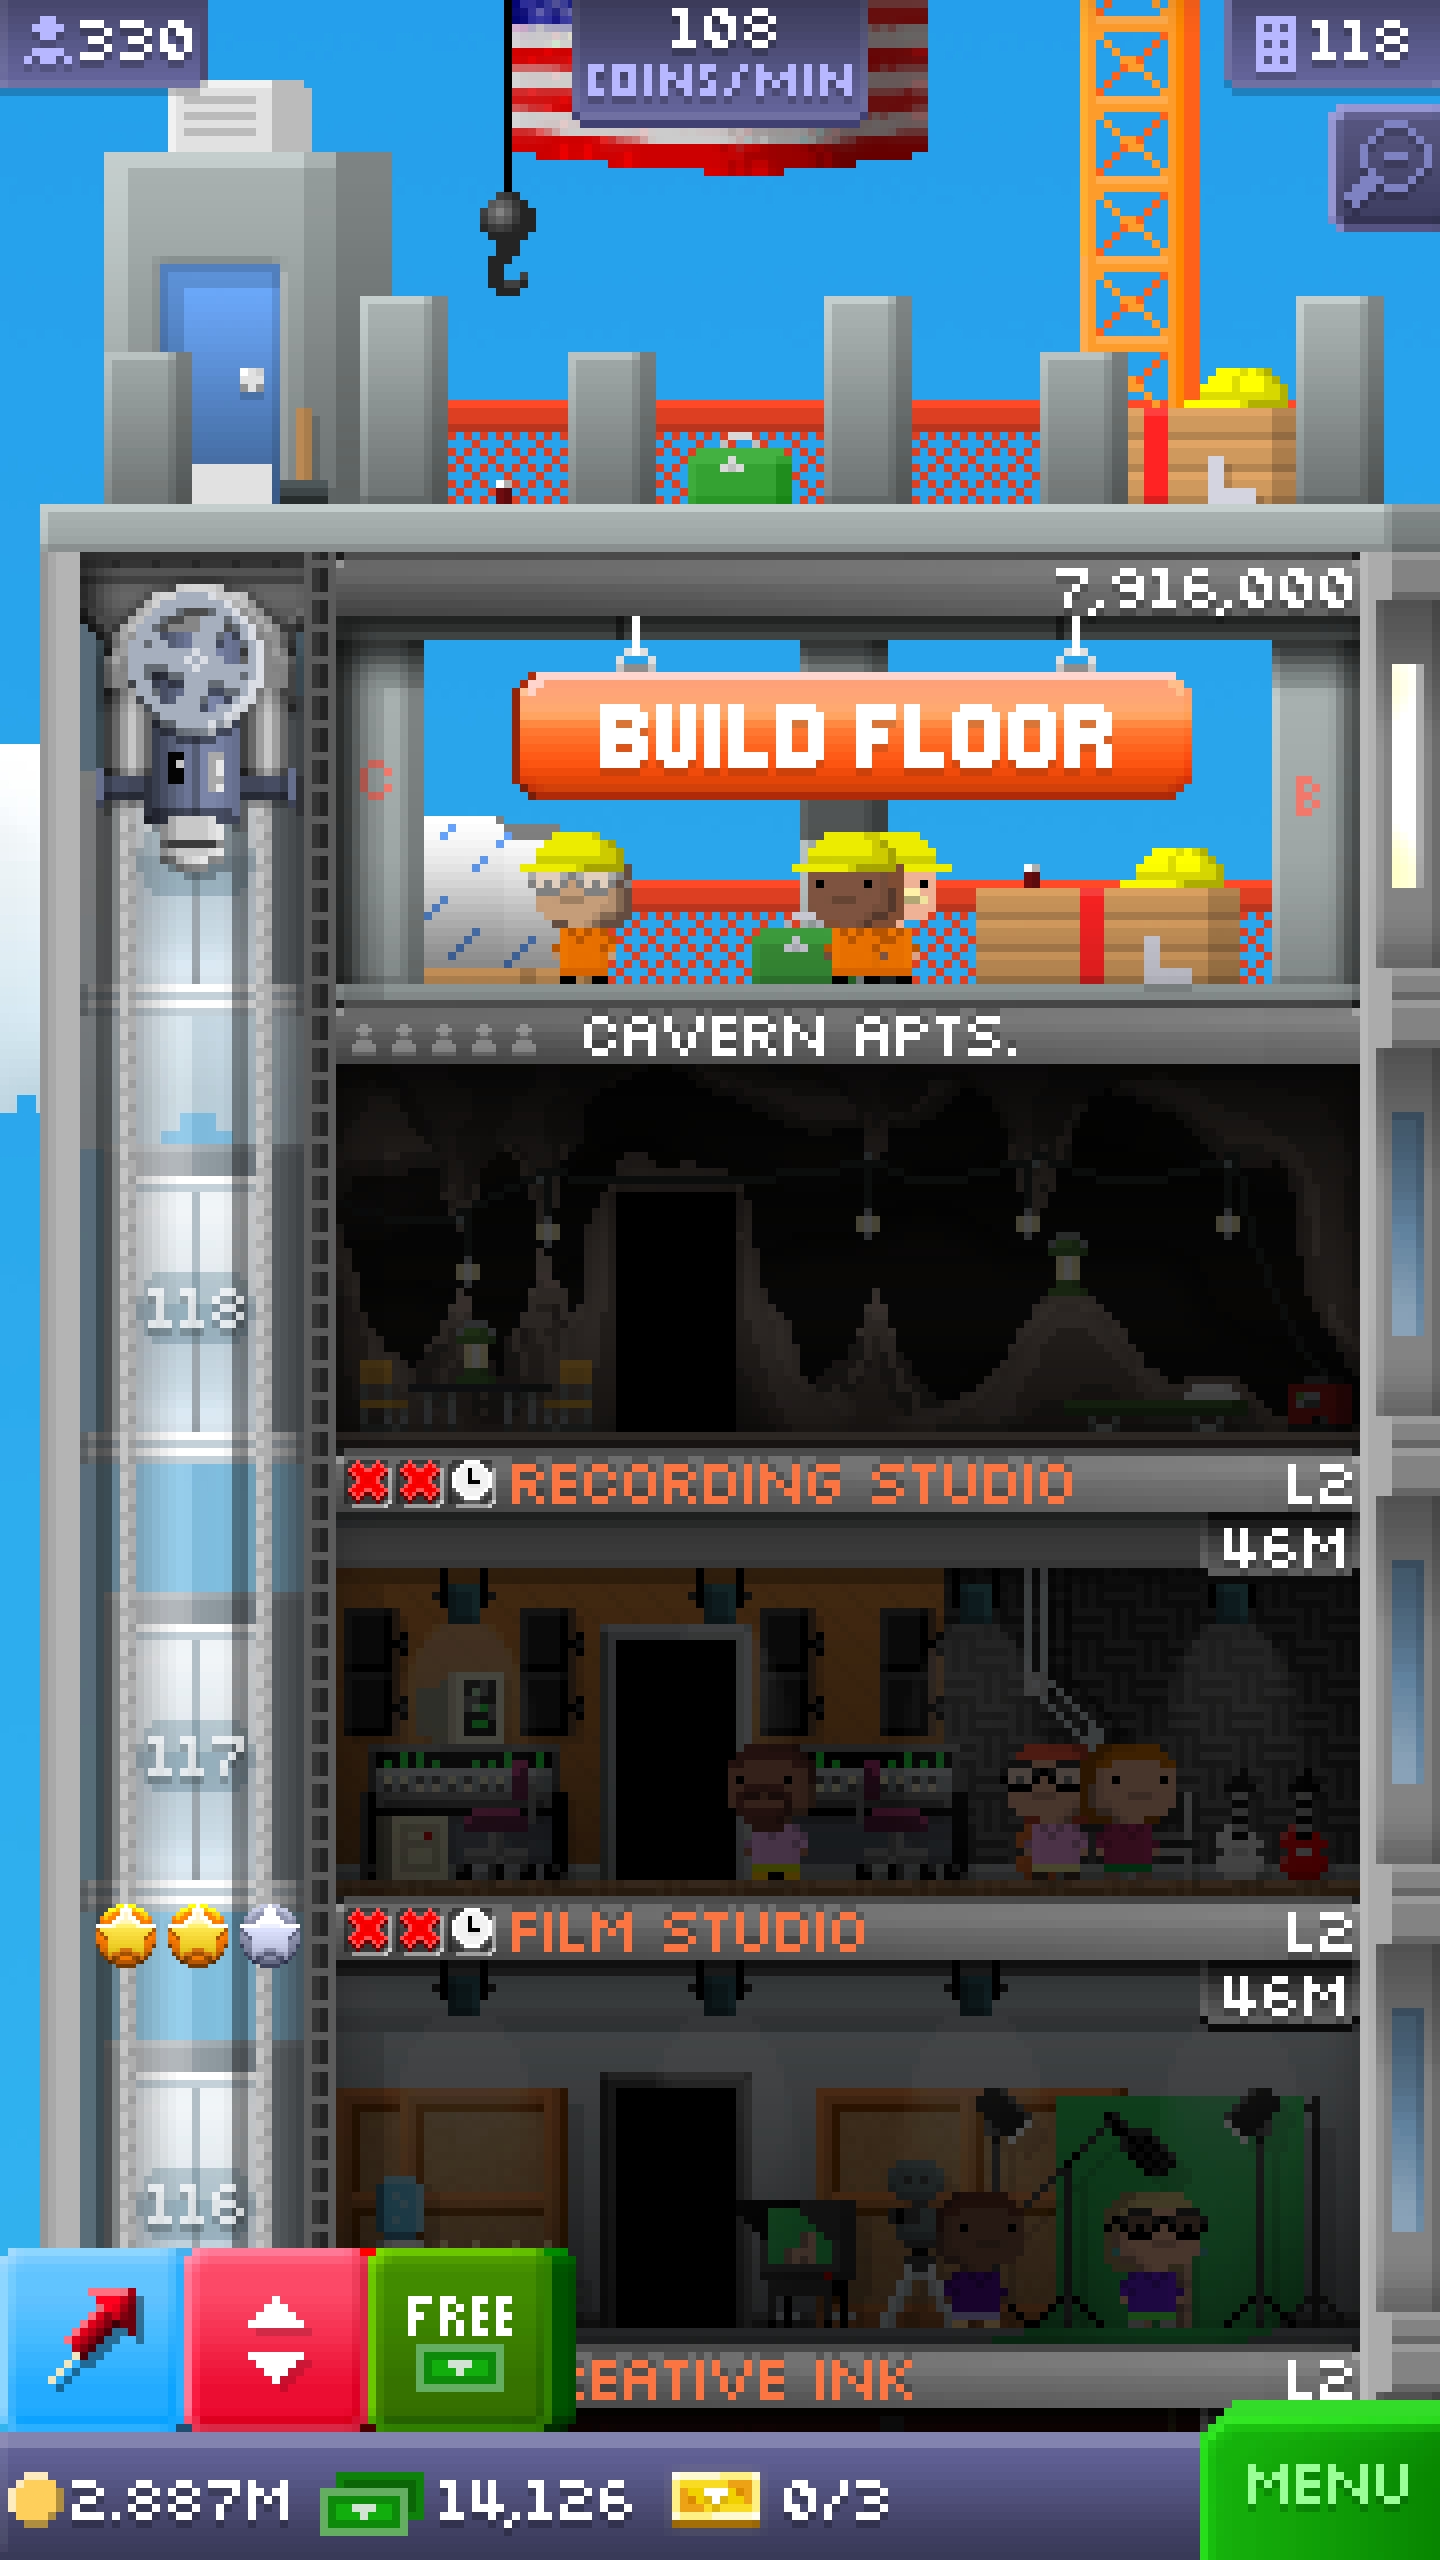 330
108
COINS/MIN
118
7,916,000
BUILD FLOOR
C
B
CAVERN APTS.
118
RECORDING STUDIO L2
46M
117
FILM STUDIO L2
46M
116
FREE
EATIVE INK L2
2.887M 14,126 0/3
MENU